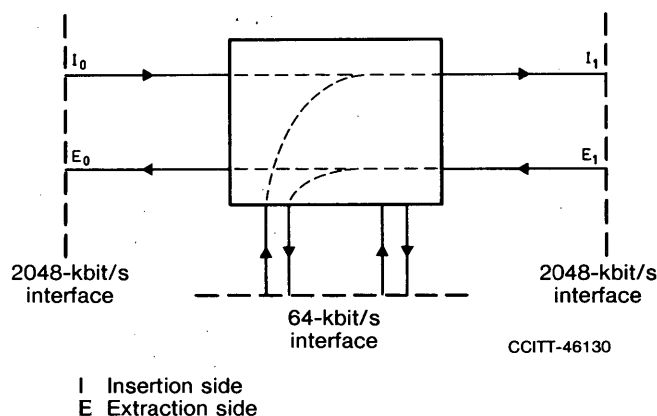 I₀
I₁
E₀
E₁
2048-kbit/s
interface
2048-kbit/s
interface
64-kbit/s
interface
CCITT-46130
I Insertion side
E Extraction side